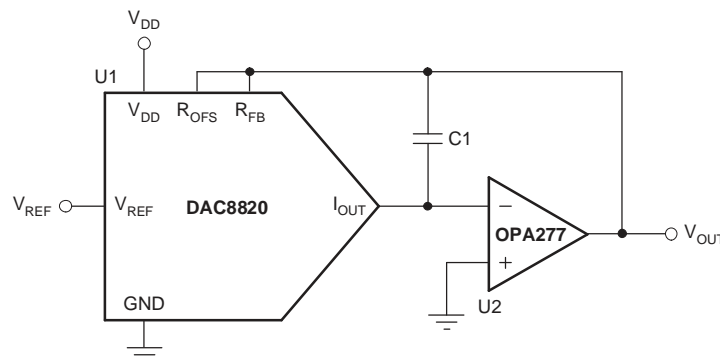 V_DD
U1
V_DD R_OFS R_FB
C1
V_REF V_REF DAC8820 I_OUT
−
OPA277
V_OUT
+
GND
U2